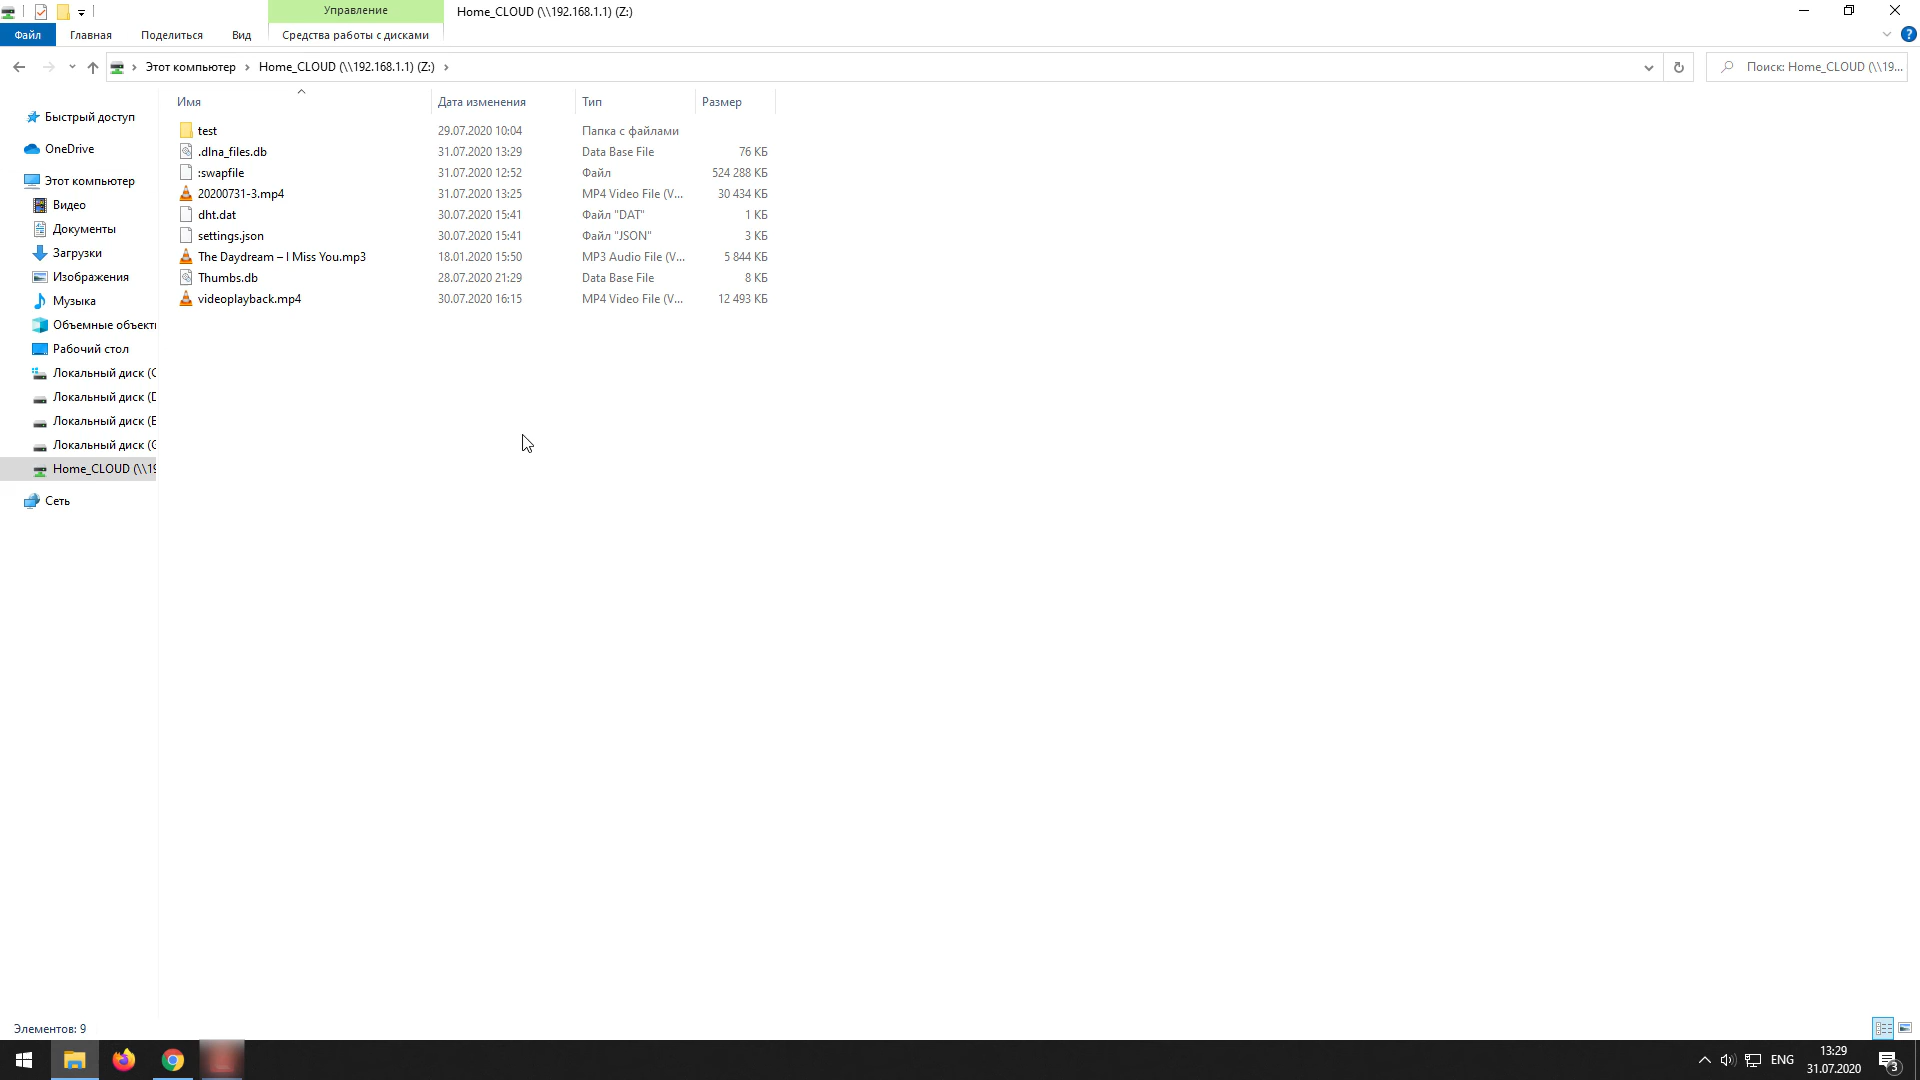 Управление
Home_CLOUD (\\192.168.1.1) (Z:)
Файл Главная Поделиться Вид Средства работы с дисками
Этот компьютер Home_CLOUD (\\192.168.1.1) (Z:) Поиск: Home_CLOUD (\\19...
Имя Дата изменения Тип Размер
Быстрый доступ
OneDrive
Этот компьютер
Видео
Документы
Загрузки
Изображения
Музыка
Объемные объекты
Рабочий стол
Локальный диск (C
Локальный диск (D
Локальный диск (E
Локальный диск (G
Home_CLOUD (\\19
Сеть
test 29.07.2020 10:04 Папка с файлами
.dlna_files.db 31.07.2020 13:29 Data Base File 76 КБ
:swapfile 31.07.2020 12:52 Файл 524 288 КБ
20200731-3.mp4 31.07.2020 13:25 MP4 Video File (V... 30 434 КБ
dht.dat 30.07.2020 15:41 Файл "DAT" 1 КБ
settings.json 30.07.2020 15:41 Файл "JSON" 3 КБ
The Daydream – I Miss You.mp3 18.01.2020 15:50 MP3 Audio File (V... 5 844 КБ
Thumbs.db 28.07.2020 21:29 Data Base File 8 КБ
videoplayback.mp4 30.07.2020 16:15 MP4 Video File (V... 12 493 КБ
Элементов: 9
ENG
13:29
31.07.2020
3